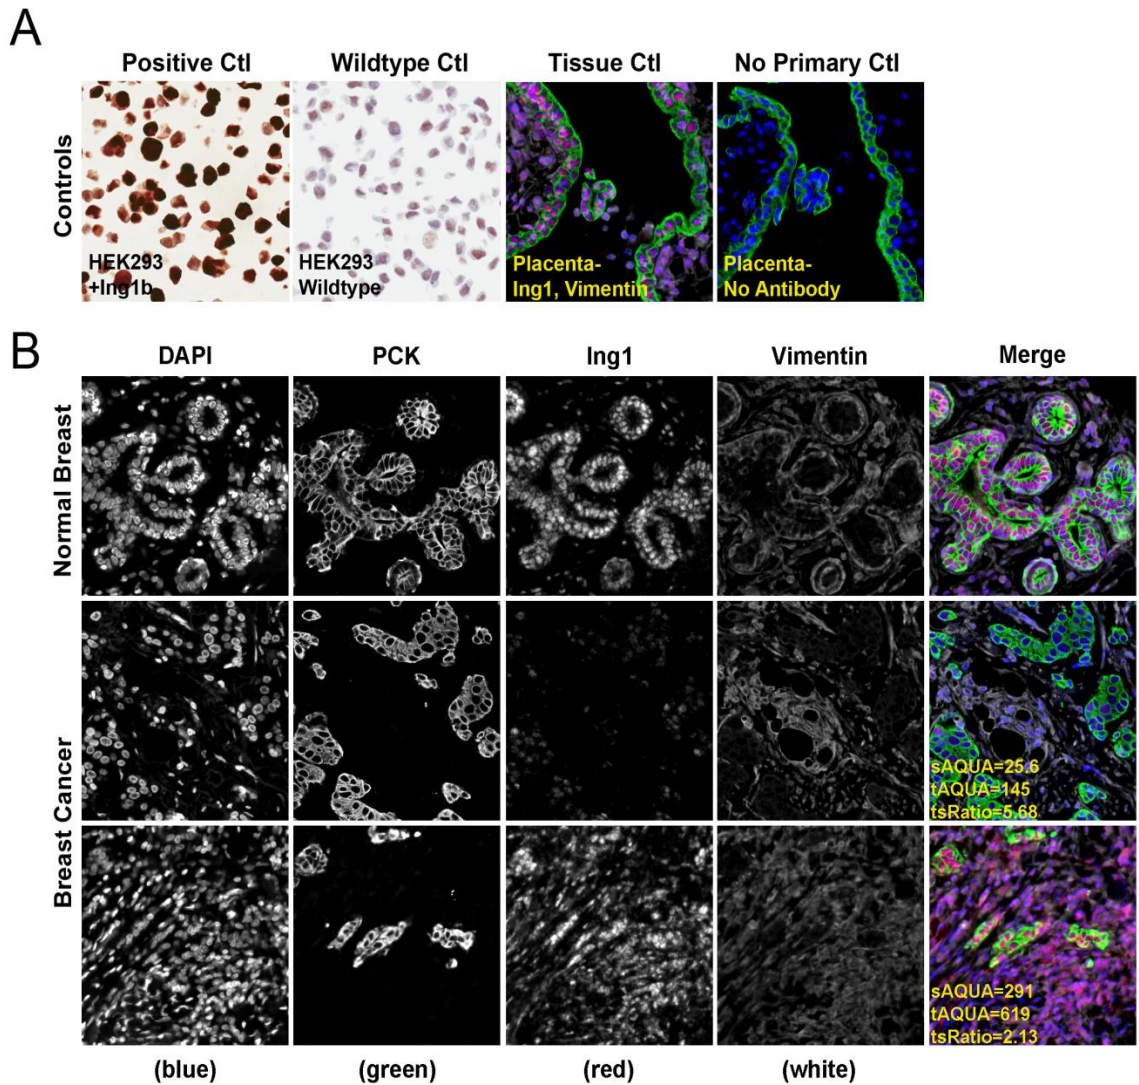 A
Positive Ctl
Wildtype Ctl
Tissue Ctl
No Primary Ctl
Controls
HEK293
+Ing1b
HEK293
Wildtype
Placenta-
Ing1, Vimentin
Placenta-
No Antibody
B
DAPI
PCK
Ing1
Vimentin
Merge
Normal Breast
Breast Cancer
sAQUA=25.6
tAQUA=145
tsRatio=5.68
sAQUA=291
tAQUA=619
tsRatio=2.13
(blue)
(green)
(red)
(white)